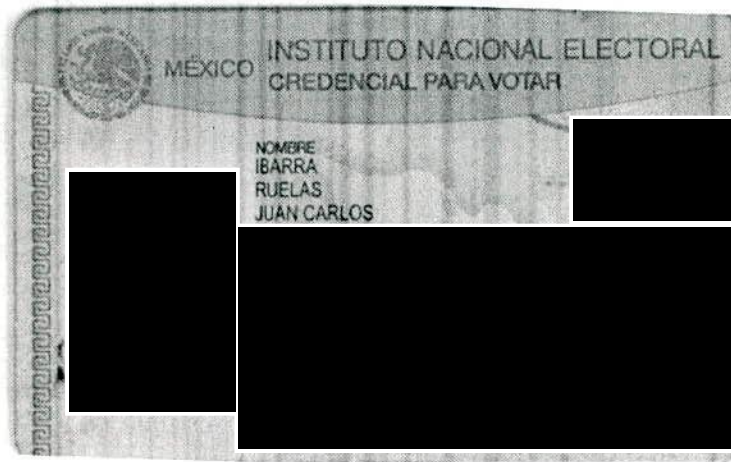 MÉXICO
INSTITUTO NACIONAL ELECTORAL
CREDENCIAL PARA VOTAR
NOMBRE
IBARRA
RUELAS
JUAN CARLOS